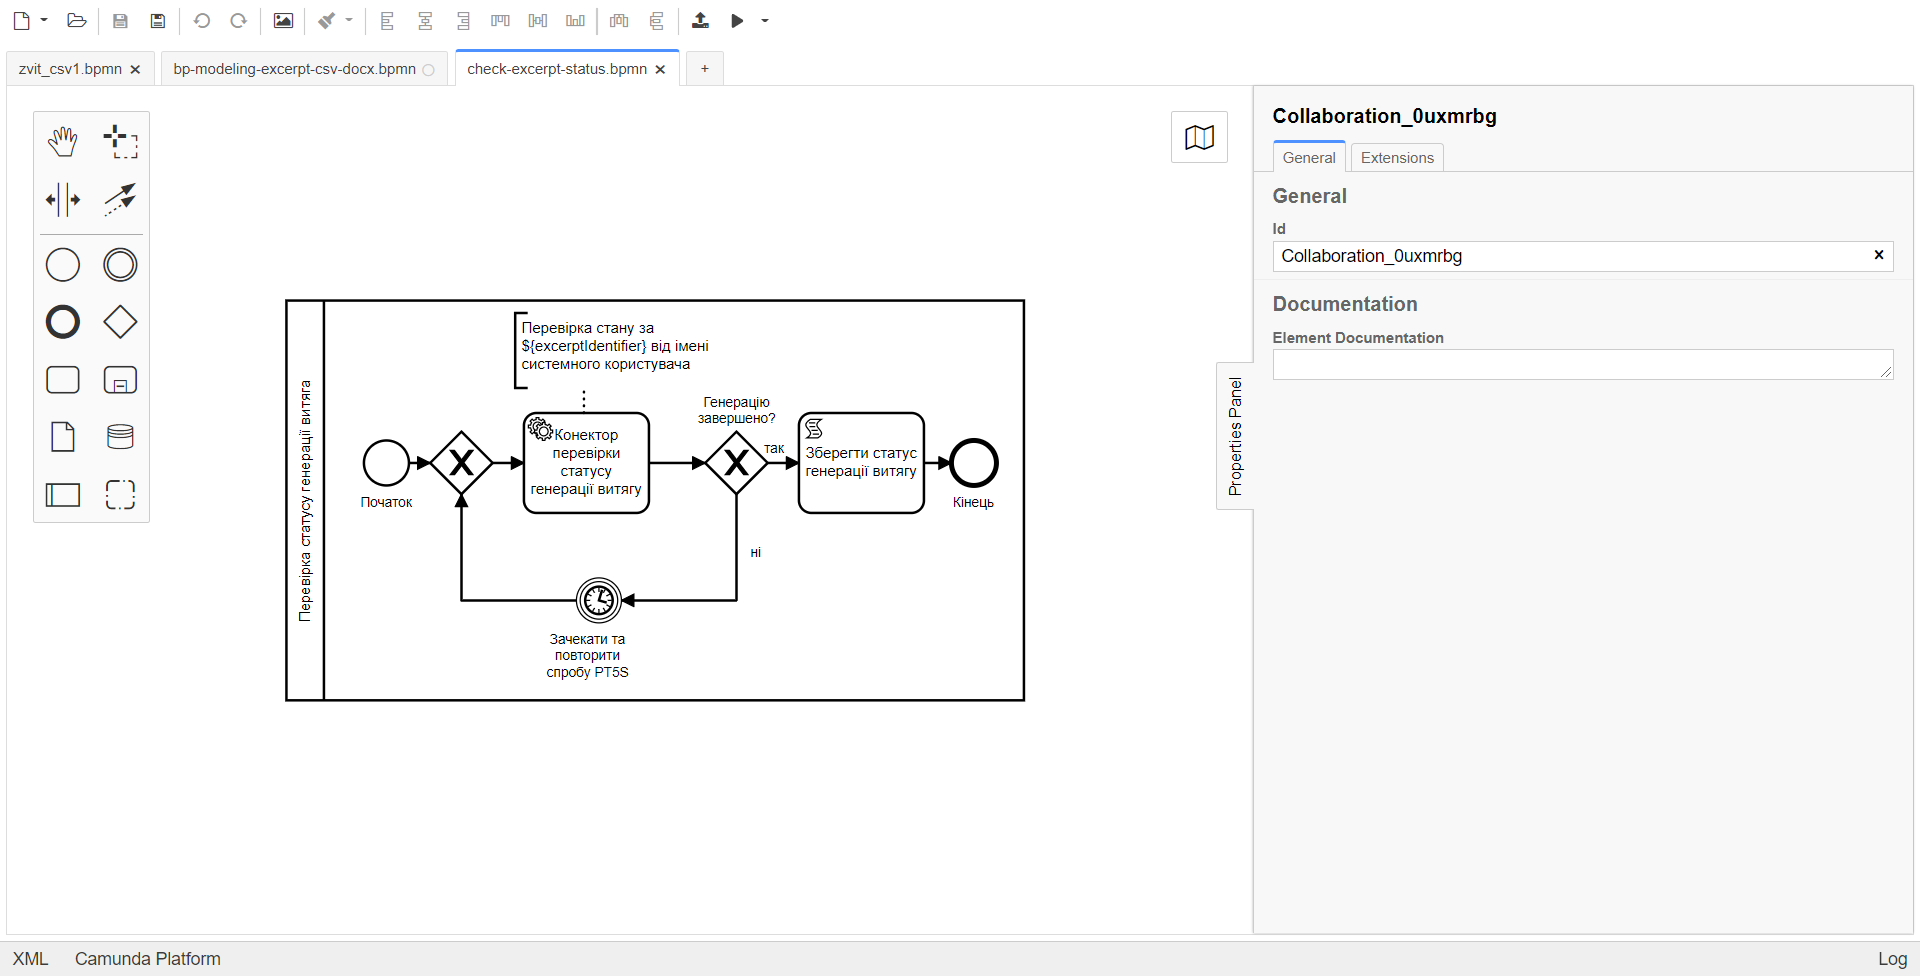 zvit_csv1.bpmn
bp-modeling-excerpt-csv-docx.bpmn
check-excerpt-status.bpmn
+
Collaboration_0uxmrbg
General
Extensions
General
Id
Collaboration_0uxmrbg
Documentation
Element Documentation
Properties Panel
Перевірка статусу генерації витяга
Перевірка стану за
${excerptIdentifier} від імені
системного користувача
Генерацію
завершено?
Конектор
перевірки
статусу
генерації витягу
так
Зберегти статус
генерації витягу
Початок
Кінець
ні
Зачекати та
повторити
спробу PT5S
XML
Camunda Platform
Log